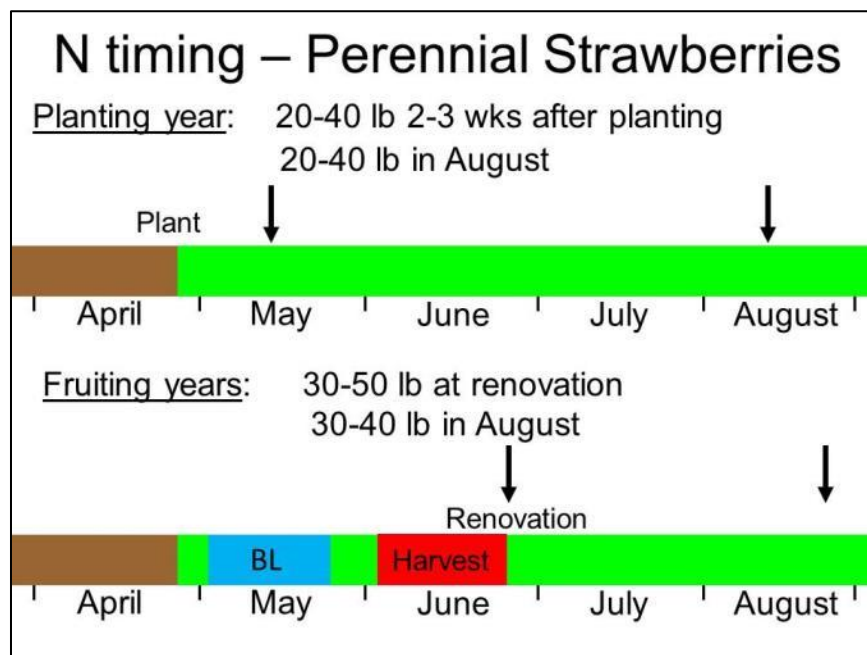 N timing – Perennial Strawberries
Planting year: 20-40 lb 2-3 wks after planting
20-40 lb in August
Plant
April May June July August
Fruiting years: 30-50 lb at renovation
30-40 lb in August
Renovation
BL Harvest
April May June July August